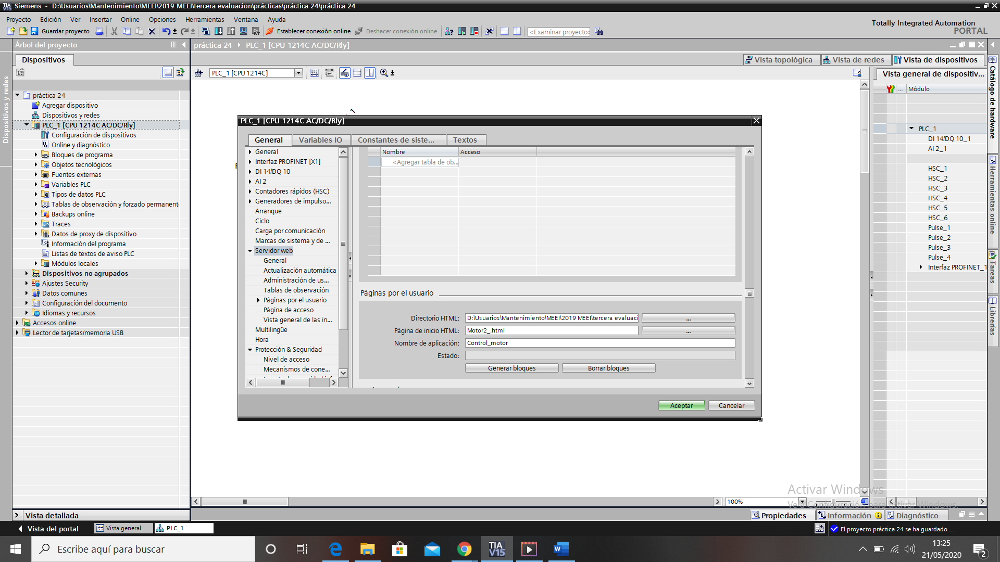 Siemens - D:\Usuarios\Mantenimiento\MEEI\2019 MEEI\tercera evaluacion\prácticas\práctica 24\práctica 24
Proyecto Edición Ver Insertar Online Opciones Herramientas Ventana Ayuda
Totally Integrated Automation
PORTAL
Guardar proyecto
Establecer conexión online
Deshacer conexión online
<Examinar proyecto>
Árbol del proyecto
práctica 24 PLC_1 [CPU 1214C AC/DC/Rly]
Dispositivos
Vista topológica
Vista de redes
Vista de dispositivos
PLC_1 [CPU 1214C]
Vista general de dispositiv...
... Módulo
Dispositivos y redes
práctica 24
Agregar dispositivo
Dispositivos y redes
PLC_1 [CPU 1214C AC/DC/Rly]
Configuración de dispositivos
Online y diagnóstico
Bloques de programa
Objetos tecnológicos
Fuentes externas
Variables PLC
Tipos de datos PLC
Tablas de observación y forzado permanent
Backups online
Traces
Datos de proxy de dispositivo
Información del programa
Listas de textos de aviso PLC
Módulos locales
Dispositivos no agrupados
Ajustes Security
Datos comunes
Configuración del documento
Idiomas y recursos
Accesos online
Lector de tarjetas/memoria USB
PLC_1 [CPU 1214C AC/DC/Rly]
General
Variables IO
Constantes de siste...
Textos
General
Interfaz PROFINET [X1]
DI 14/DQ 10
AI 2
Contadores rápidos (HSC)
Generadores de impulso...
Arranque
Ciclo
Carga por comunicación
Marcas de sistema y de ...
Servidor web
General
Actualización automática
Administración de us...
Tablas de observación
Páginas por el usuario
Página de acceso
Vista general de las in...
Multilingüe
Hora
Protección & Seguridad
Nivel de acceso
Mecanismos de cone...
Nombre Acceso
<Agregar tabla de ob...
Páginas por el usuario
Directorio HTML: D:\Usuarios\Mantenimiento\MEEI\2019 MEEI\tercera evaluaci ...
Página de inicio HTML: Motor2_.html ...
Nombre de aplicación: Control_motor
Estado:
Generar bloques
Borrar bloques
Aceptar
Cancelar
PLC_1
DI 14/DQ 10_1
AI 2_1
HSC_1
HSC_2
HSC_3
HSC_4
HSC_5
HSC_6
Pulse_1
Pulse_2
Pulse_3
Pulse_4
Interfaz PROFINET_1
Catálogo de hardware
Herramientas online
Tareas
Librerías
Activar Windows
Ve a Configuración para activar Windows.
100%
Vista detallada
Propiedades
Información
Diagnóstico
Vista del portal
Vista general
PLC_1
El proyecto práctica 24 se ha guardado ...
Escribe aquí para buscar
TIA
V15
13:25
21/05/2020
2